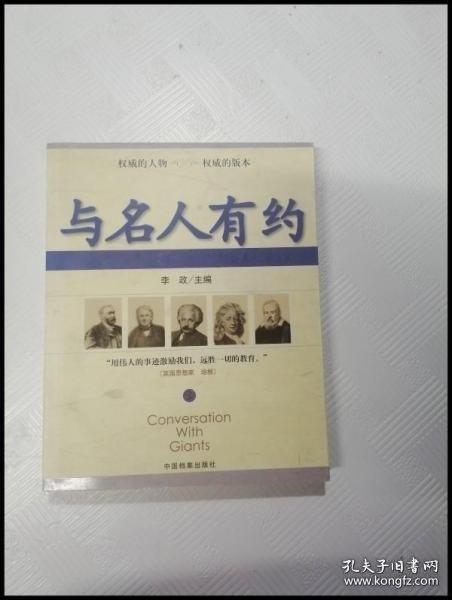 权威的人物 权威的版本
与名人有约
李 政/主编
“用伟人的事迹激励我们，远胜一切的教育。”
Conversation
With
Giants
中国档案出版社
孔夫子旧书网
www.kongfz.com